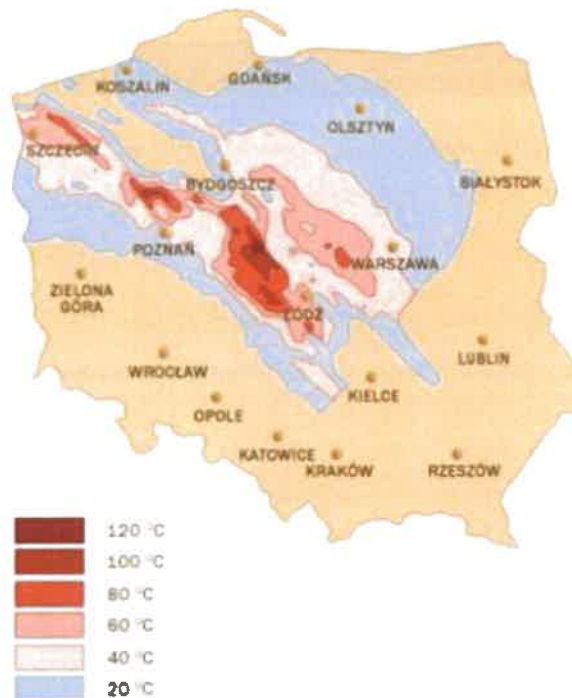 KOSZALIN
GDAŃSK
OLSZTYN
SZCZECIN
BYDGOSZCZ
BIAŁYSTOK
POZNAŃ
WARSZAWA
ZIELONA
GÓRA
ŁÓDŹ
WROCŁAW
LUBLIN
KIELCE
OPOLE
KATOWICE
KRAKÓW
RZESZÓW
120 °C
100 °C
80 °C
60 °C
40 °C
20 °C